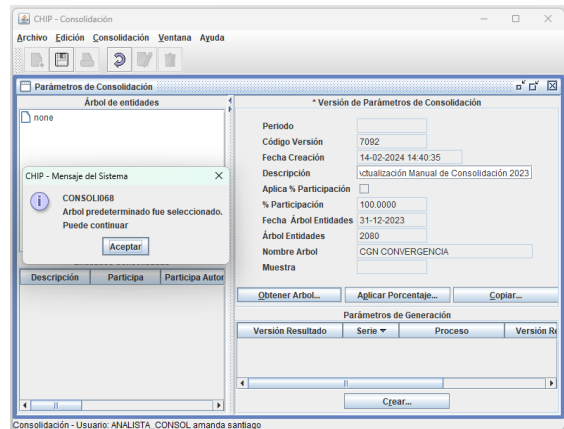 CHIP - Consolidación
Archivo Edición Consolidación Ventana Ayuda
Parámetros de Consolidación
Árbol de entidades
none
* Versión de Parámetros de Consolidación
Periodo
Código Versión 7092
Fecha Creación 14-02-2024 14:40:35
Descripción ctualización Manual de Consolidación 2023
Aplica % Participación
% Participación 100.0000
Fecha Árbol Entidades 31-12-2023
Árbol Entidades 2080
Nombre Arbol CGN CONVERGENCIA
Muestra
CHIP - Mensaje del Sistema
CONSOLI068
Arbol predeterminado fue seleccionado.
Puede continuar
Aceptar
Descripción Participa Participa Autor
Obtener Arbol... Aplicar Porcentaje... Copiar...
Parámetros de Generación
Versión Resultado Serie Proceso Versión Re
Crear...
Consolidación - Usuario: ANALISTA_CONSOL amanda santiago